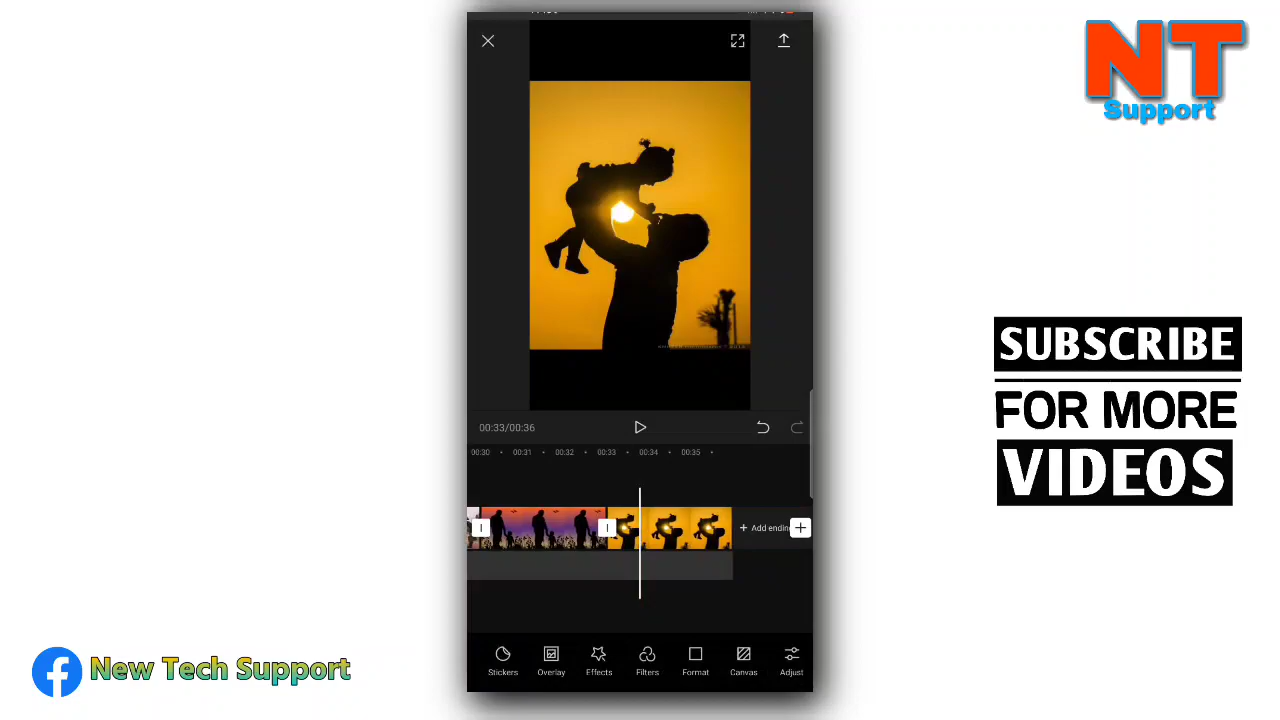 NT
Support
00:33/00:36
00:30 00:31 00:32 00:33 00:34 00:35
+ Add ending
Stickers Overlay Effects Filters Format Canvas Adjust
SUBSCRIBE
FOR MORE
VIDEOS
New Tech Support